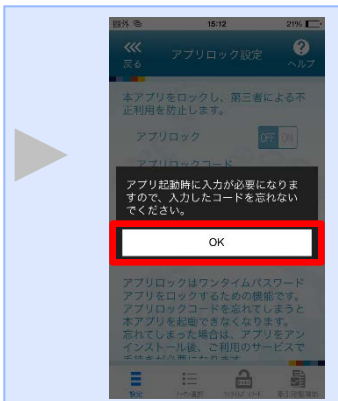 圏外 15:12 21%
戻る アプリロック設定 ? ヘルプ
本アプリをロックし、第三者による不
正利用を防止します。
アプリロック OFF ON
アプリロックコード
アプリ起動時に入力が必要になりま
すので、入力したコードを忘れない
でください。
OK
アプリロックはワンタイムパスワード
アプリをロックするための機能です。
アプリロックコードを忘れてしまうと
本アプリを起動できなくなります。
忘れてしまった場合は、アプリをアン
インストール後、ご利用のサービスで
設定